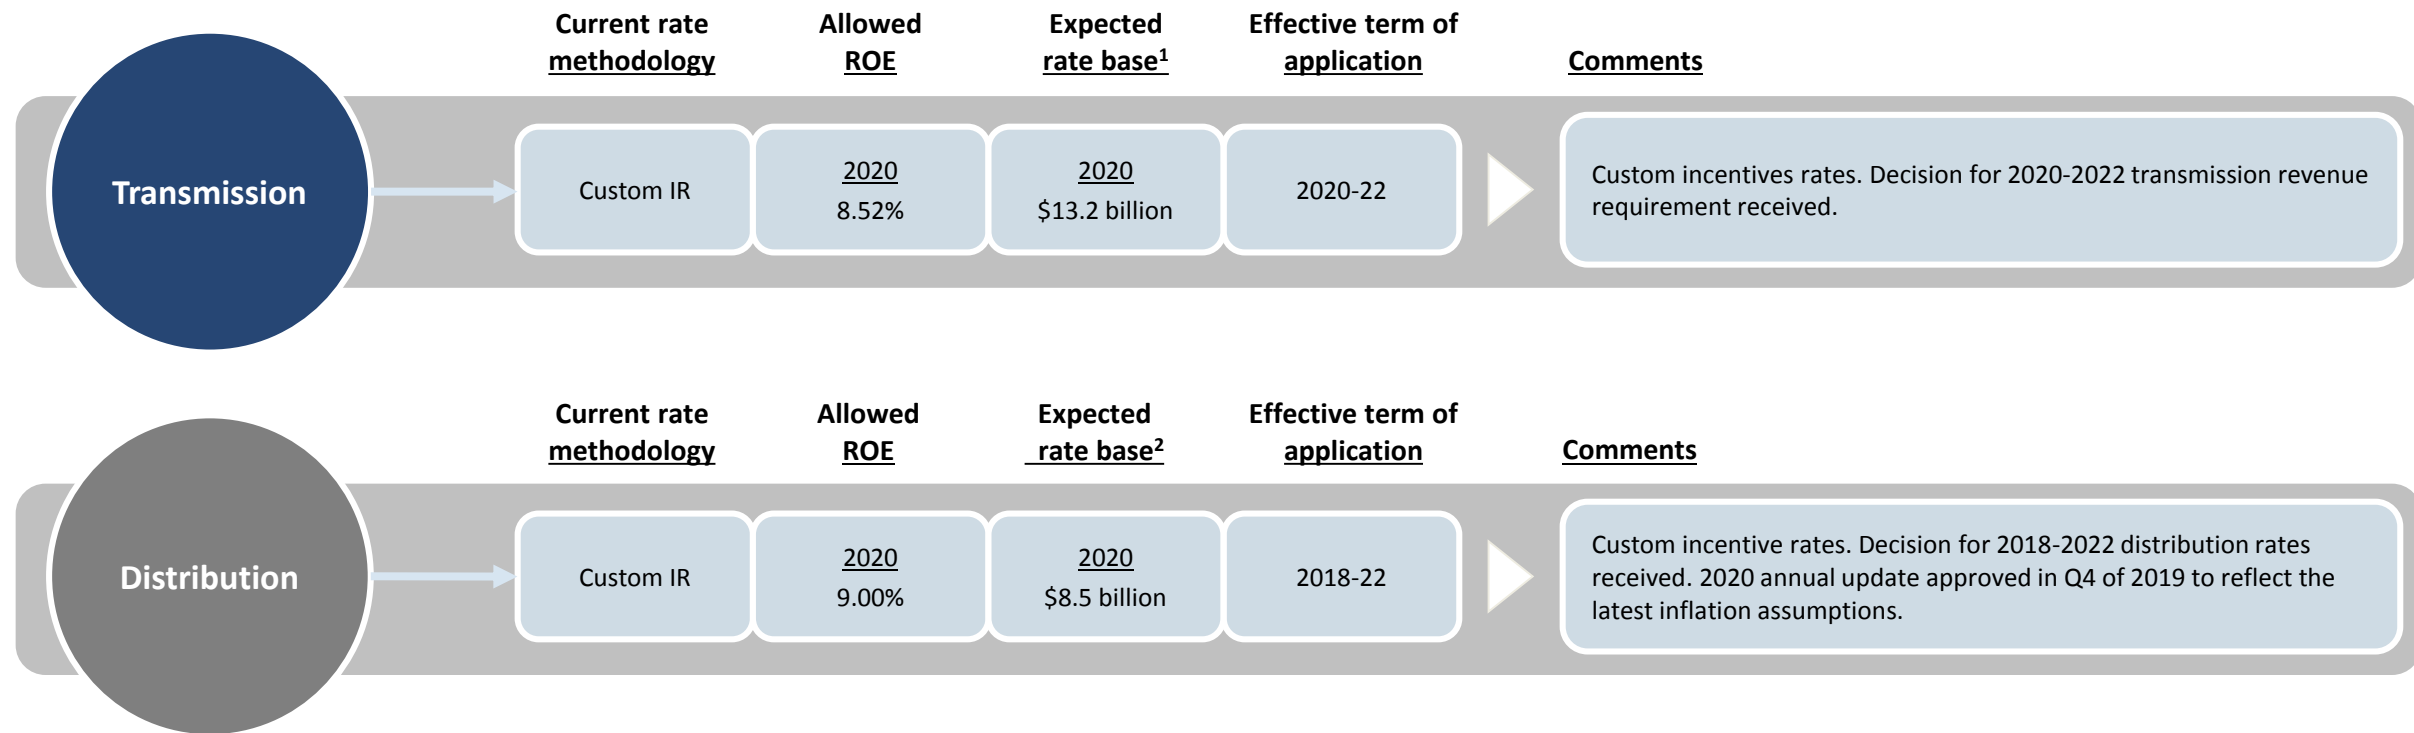 Current rate
methodology
Allowed
ROE
Expected
rate base¹
Effective term of
application
Comments
Transmission
Custom IR
2020
8.52%
2020
$13.2 billion
2020-22
Custom incentives rates. Decision for 2020-2022 transmission revenue
requirement received.
Current rate
methodology
Allowed
ROE
Expected
rate base²
Effective term of
application
Comments
Distribution
Custom IR
2020
9.00%
2020
$8.5 billion
2018-22
Custom incentive rates. Decision for 2018-2022 distribution rates
received. 2020 annual update approved in Q4 of 2019 to reflect the
latest inflation assumptions.